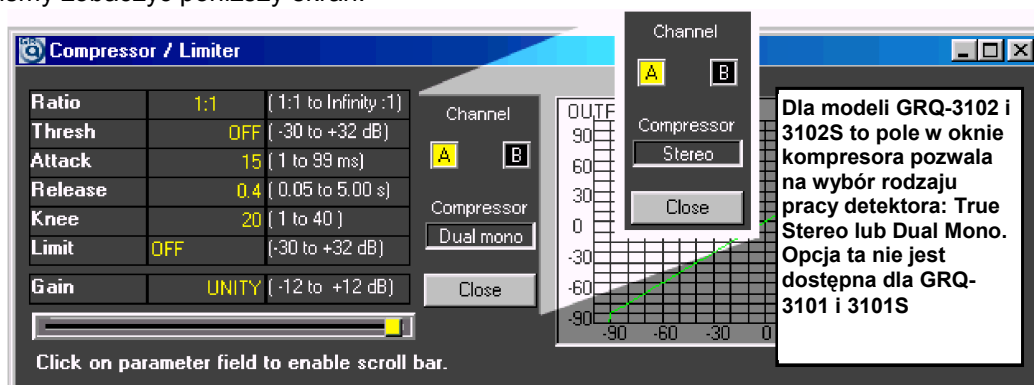 Compressor / Limiter
Ratio 1:1 (1:1 to Infinity :1)
Thresh OFF (-30 to +32 dB)
Attack 15 (1 to 99 ms)
Release 0.4 (0.05 to 5.00 s)
Knee 20 (1 to 40)
Limit OFF (-30 to +32 dB)
Gain UNITY (-12 to +12 dB)
Click on parameter field to enable scroll bar.
Channel
A B
Compressor
Dual mono
Close
Channel
A B
Compressor
Stereo
Close
90
60
30
0
-30
-60
-90
-90 -60 -30 0
Dla modeli GRQ-3102 i
3102S to pole w oknie
kompresora pozwala
na wybór rodzaju
pracy detektora: True
Stereo lub Dual Mono.
Opcja ta nie jest
dostępna dla GRQ-
3101 i 3101S